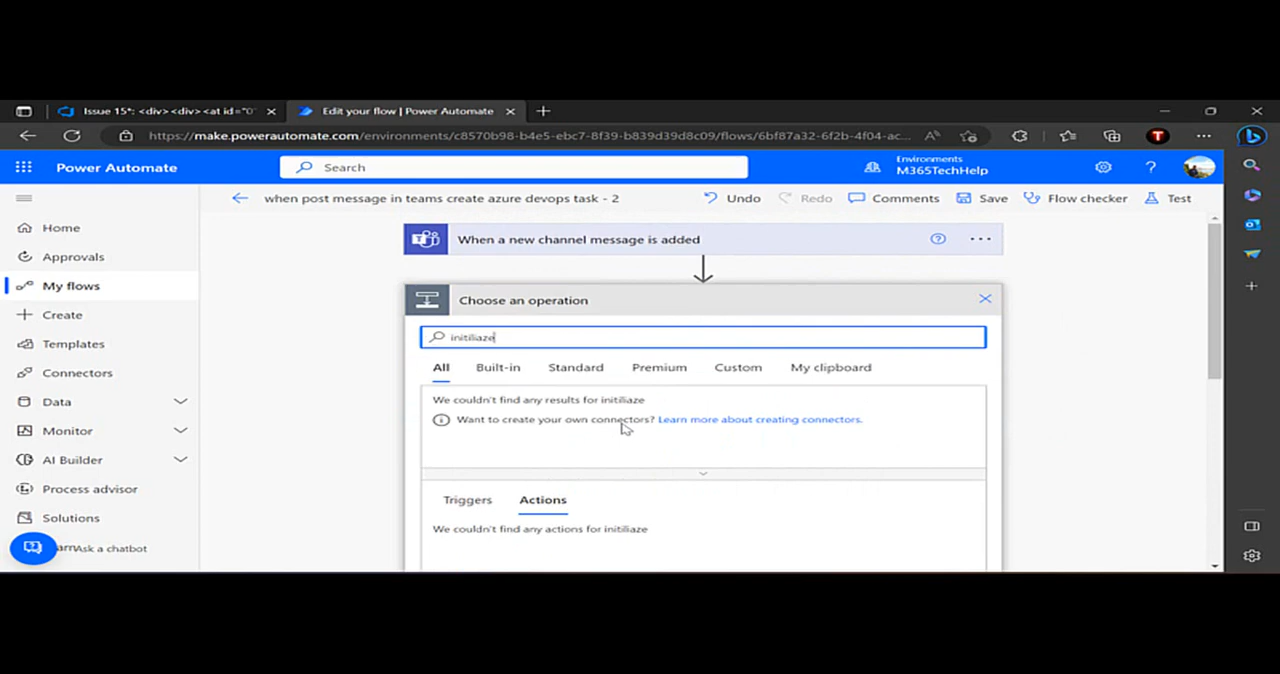 Issue 15*: <div><div><at id="0"
Edit your flow | Power Automate
https://make.powerautomate.com/environments/c8570b98-b4e5-ebc7-8f39-b839d39d8c09/flows/6bf87a32-6f2b-4f04-ac...
Power Automate
Search
Environments
M365TechHelp
when post message in teams create azure devops task - 2
Undo
Redo
Comments
Save
Flow checker
Test
Home
Approvals
My flows
Create
Templates
Connectors
Data
Monitor
AI Builder
Process advisor
Solutions
Ask a chatbot
When a new channel message is added
Choose an operation
initiliaze
All
Built-in
Standard
Premium
Custom
My clipboard
We couldn't find any results for initiliaze
Want to create your own connectors? Learn more about creating connectors.
Triggers
Actions
We couldn't find any actions for initiliaze